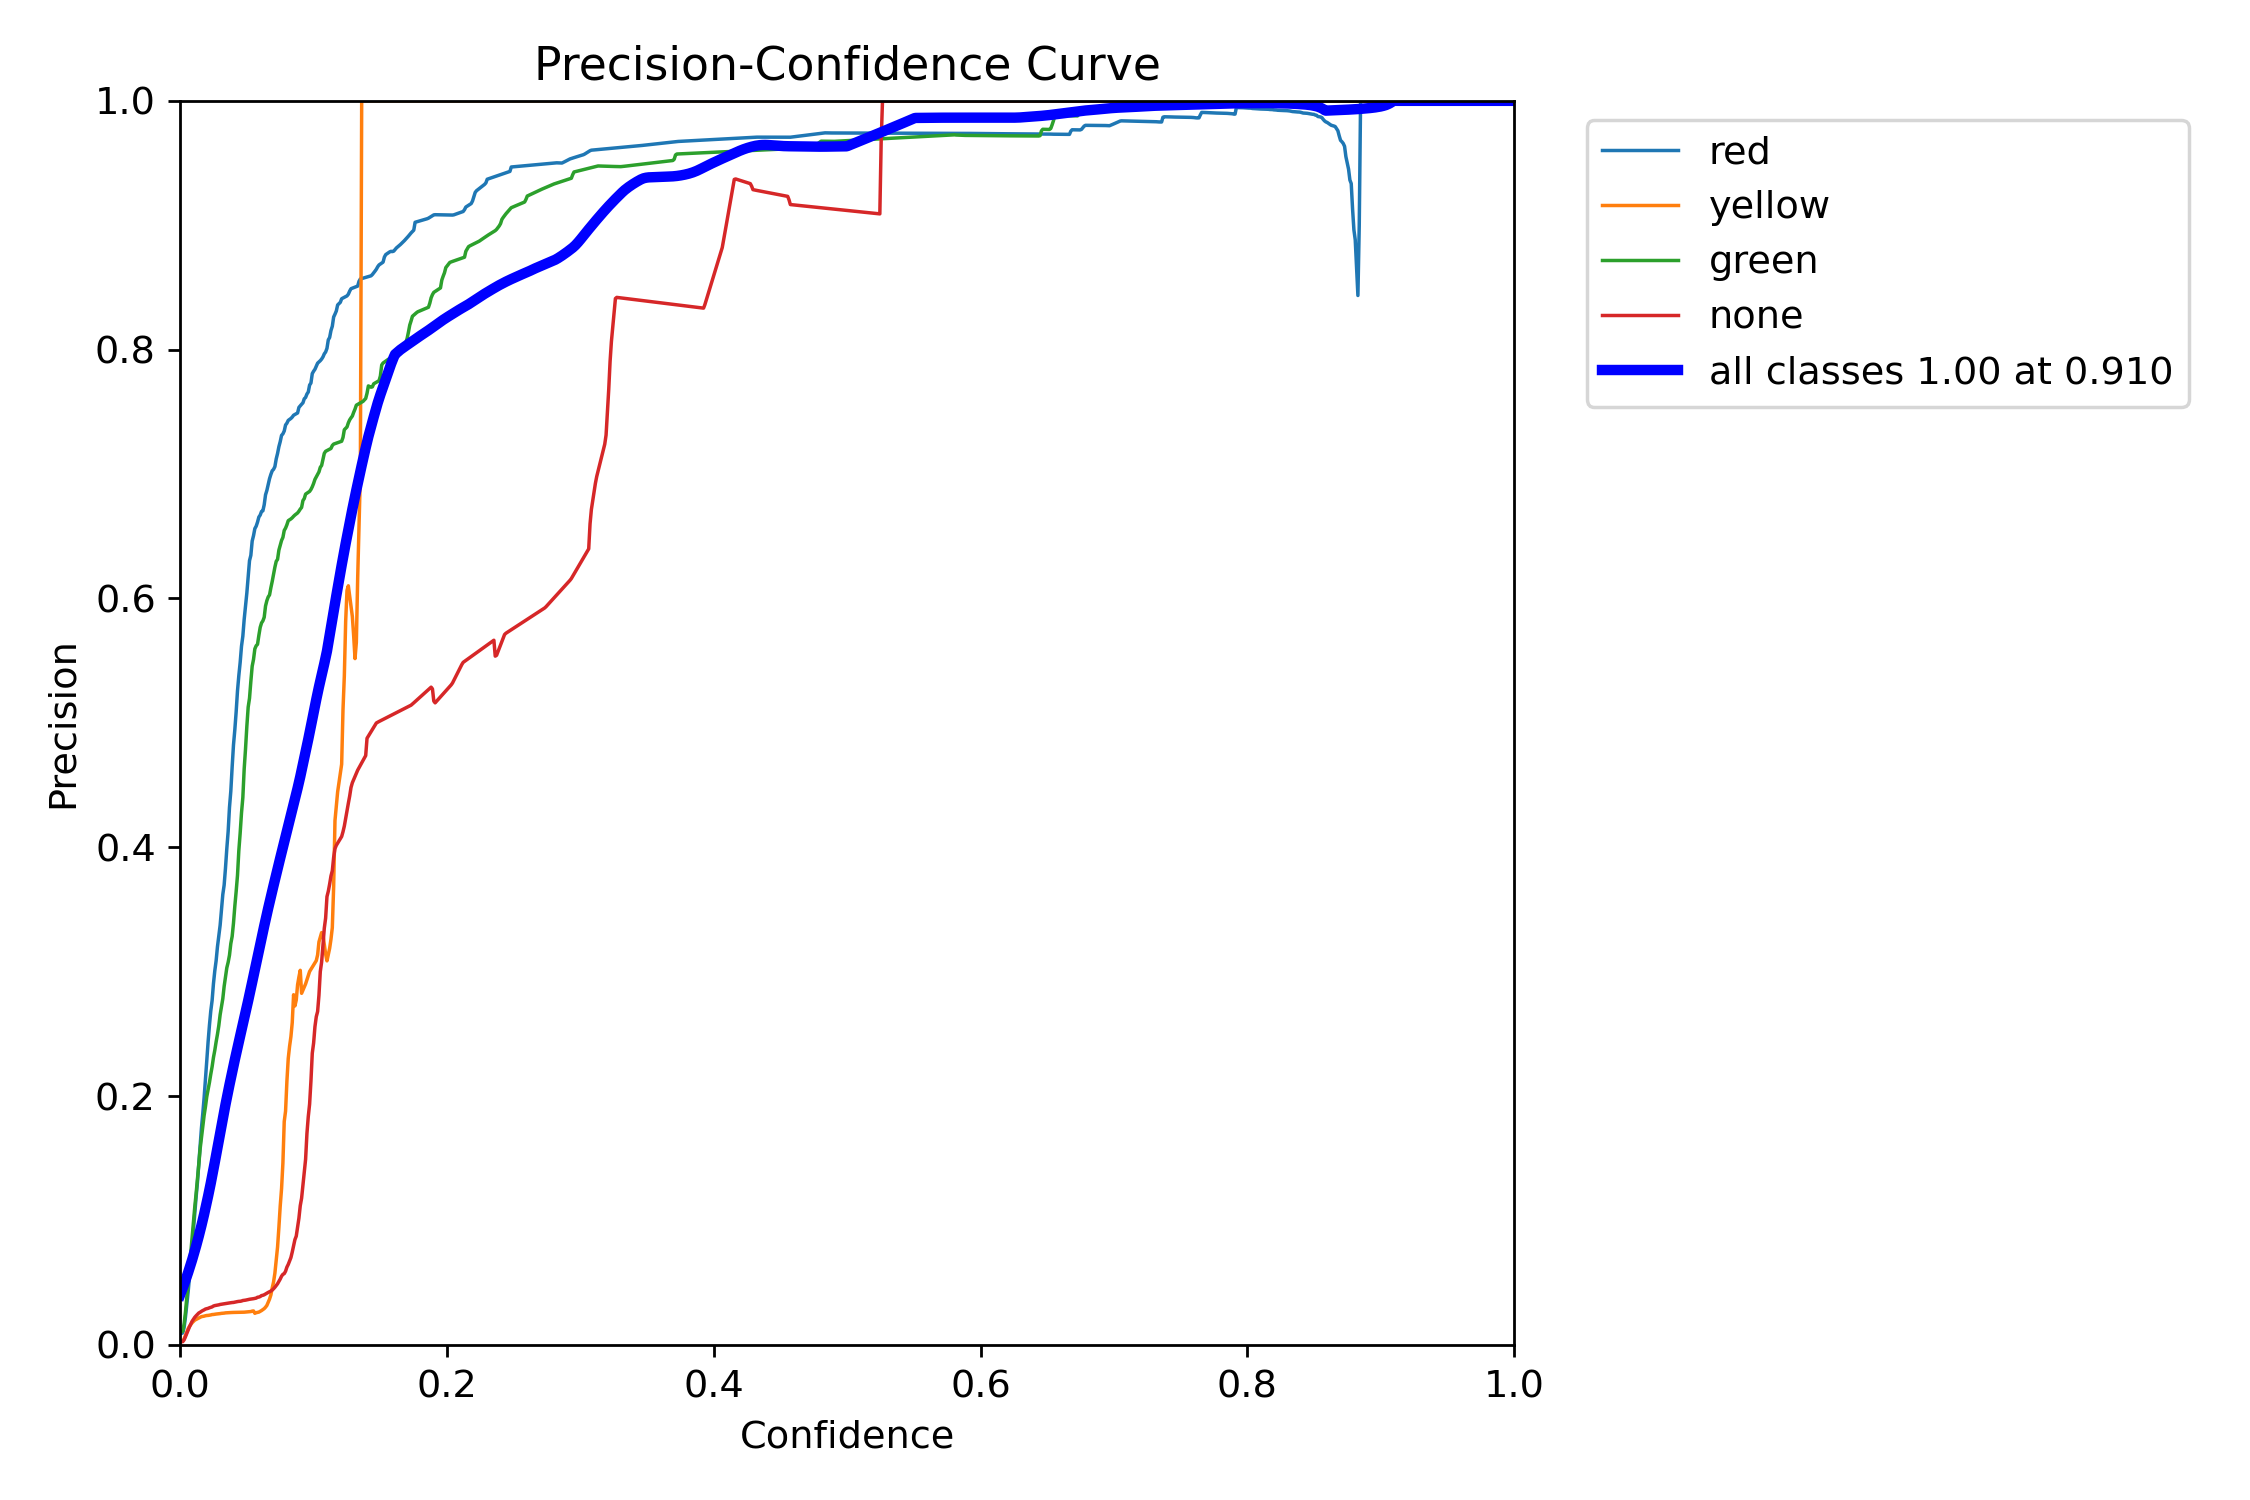 Precision-Confidence Curve
1.0
0.8
0.6
0.4
0.2
0.0
Precision
0.0 0.2 0.4 0.6 0.8 1.0
Confidence
red
yellow
green
none
all classes 1.00 at 0.910